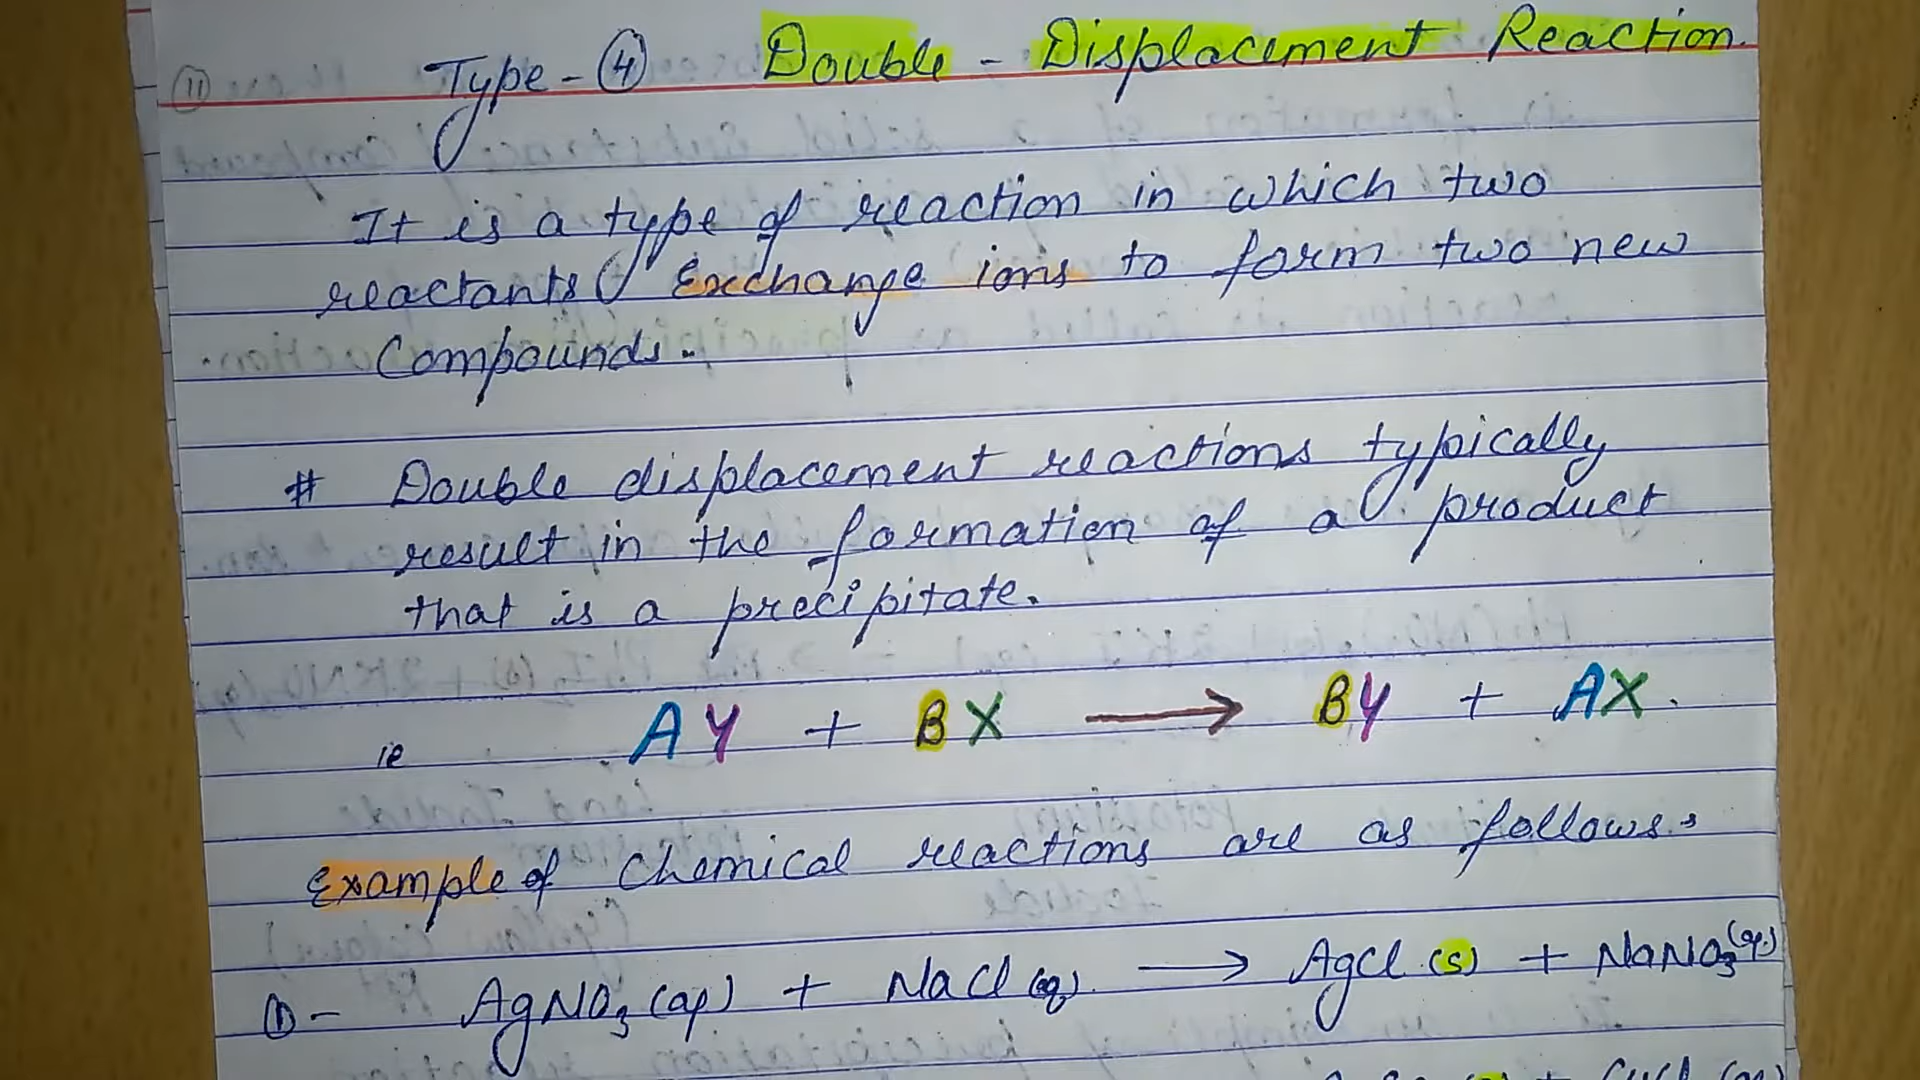 ⑪ Type - ④ Double - Displacement Reaction.
It is a type of reaction in which two
reactants Exchange ions to form two new
Compounds.
# Double displacement reactions typically
result in the formation of a product
that is a precipitate.
ie AY + BX ⟶ BY + AX.
Example of Chemical reactions are as follows.
①- AgNO₃ (aq) + NaCl (aq) ⟶ AgCl (s) + NaNO₃ (aq)